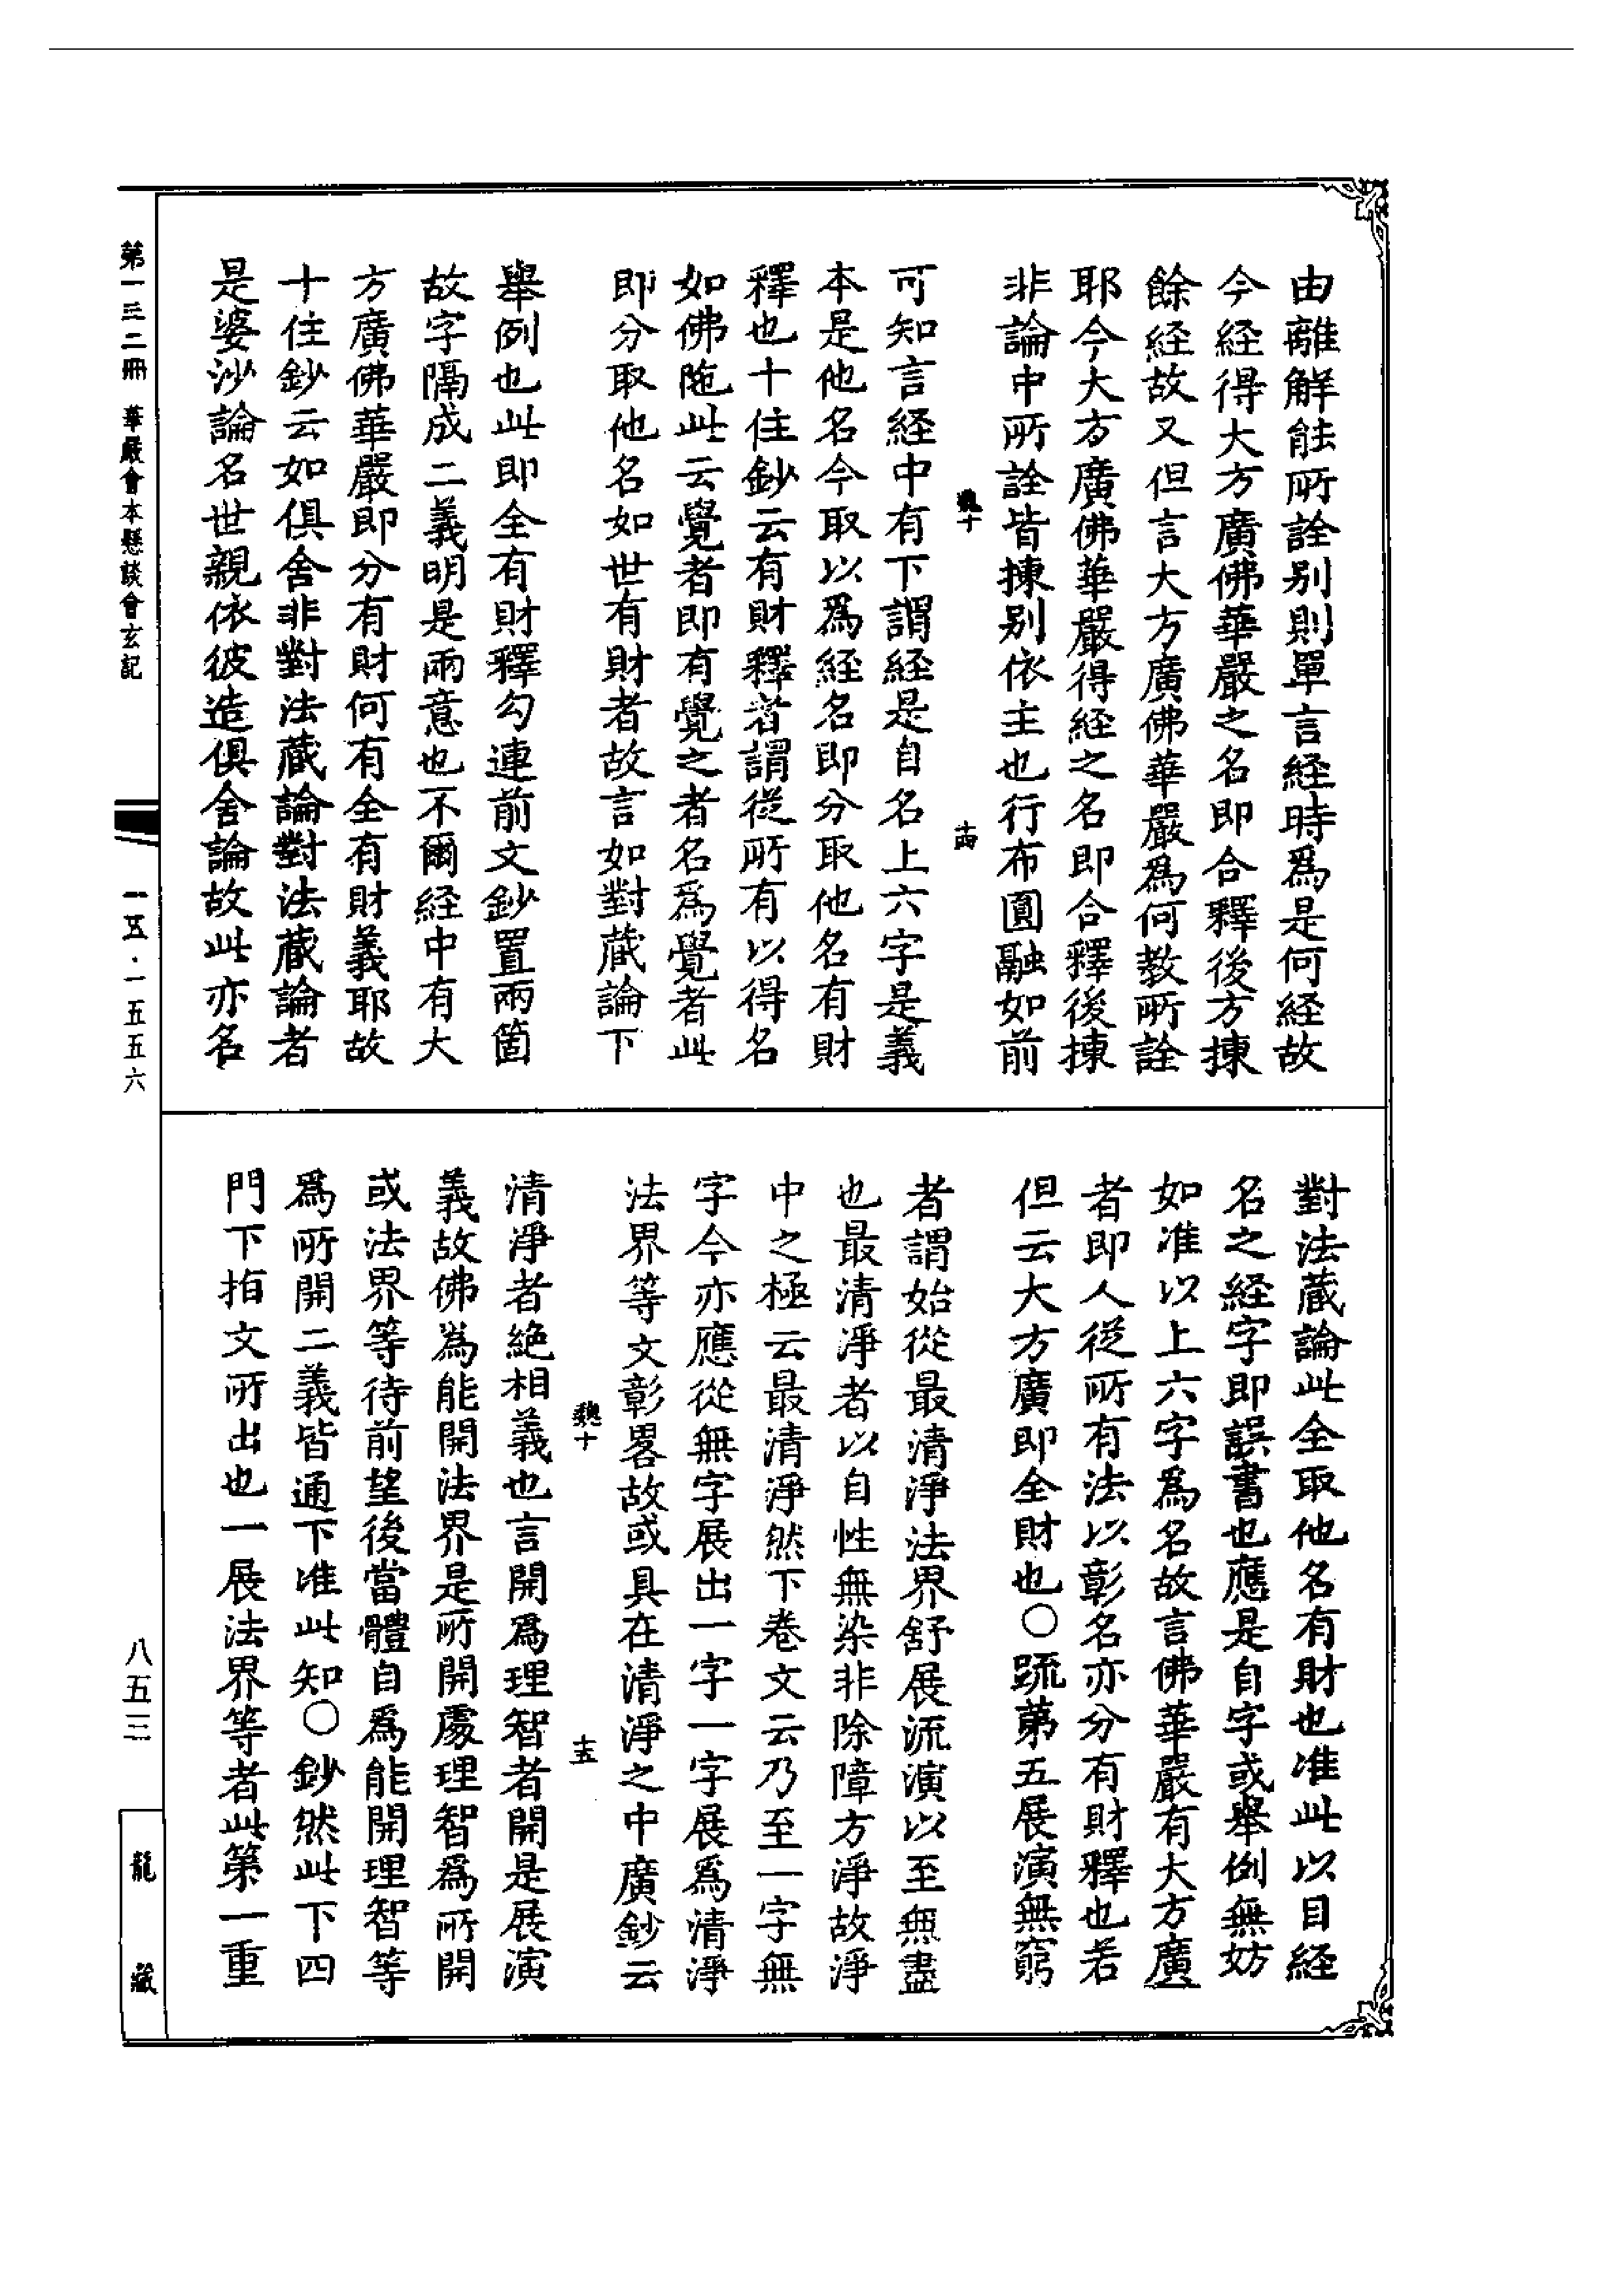 由離解能所詮別則單言経時爲是何経故
今経得大方廣佛華嚴之名即合釋後方揀
餘経故又但言大方廣佛華嚴爲何教所詮
耶今大方廣佛華嚴得経之名即合釋後揀
非論中所詮皆揀别依主也行布圓融如前
魏十
十四
可知言経中有下謂経是自名上六字是義
本是他名今取以爲経名即分取他名有財
釋也十住鈔云有財釋者謂從所有以得名
如佛陁此云覺者即有覺之者名爲覺者此
即分取他名如世有財者故言如對蔵論下
舉例也此即全有財釋勾連前文鈔置兩箇
故字隔成二義明是兩意也不爾経中有大
方廣佛華嚴即分有財何有全有財義耶故
十住鈔云如俱舍非對法蔵論對法蔵論者
是婆沙論名世親依彼造俱舍論故此亦名
對法蔵論此全取他名有財也准此以目経
名之経字即誤書也應是自字或舉例無妨
如准以上六字爲名故言佛華嚴有大方廣
者即人從所有法以彰名亦分有財釋也若
但云大方廣即全財也○䟽苐五展演無窮
者謂始從最清淨法界舒展流演以至無盡
也最清淨者以自性無染非除障方淨故淨
中之極云最清淨然下卷文云乃至一字無
字今亦應從無字展出一字一字展爲清淨
法界等文彰畧故或具在清淨之中廣鈔云
魏十
十五
清淨者絶相義也言開爲理智者開是展演
義故佛爲能開法界是所開處理智爲所開
或法界等待前望後當體自爲能開理智等
爲所開二義皆通下准此知○鈔然此下四
門下指文所出也一展法界等者此第一重
第一三二冊 華嚴會本懸談會玄記
一五·一五五六
八五三
龍藏